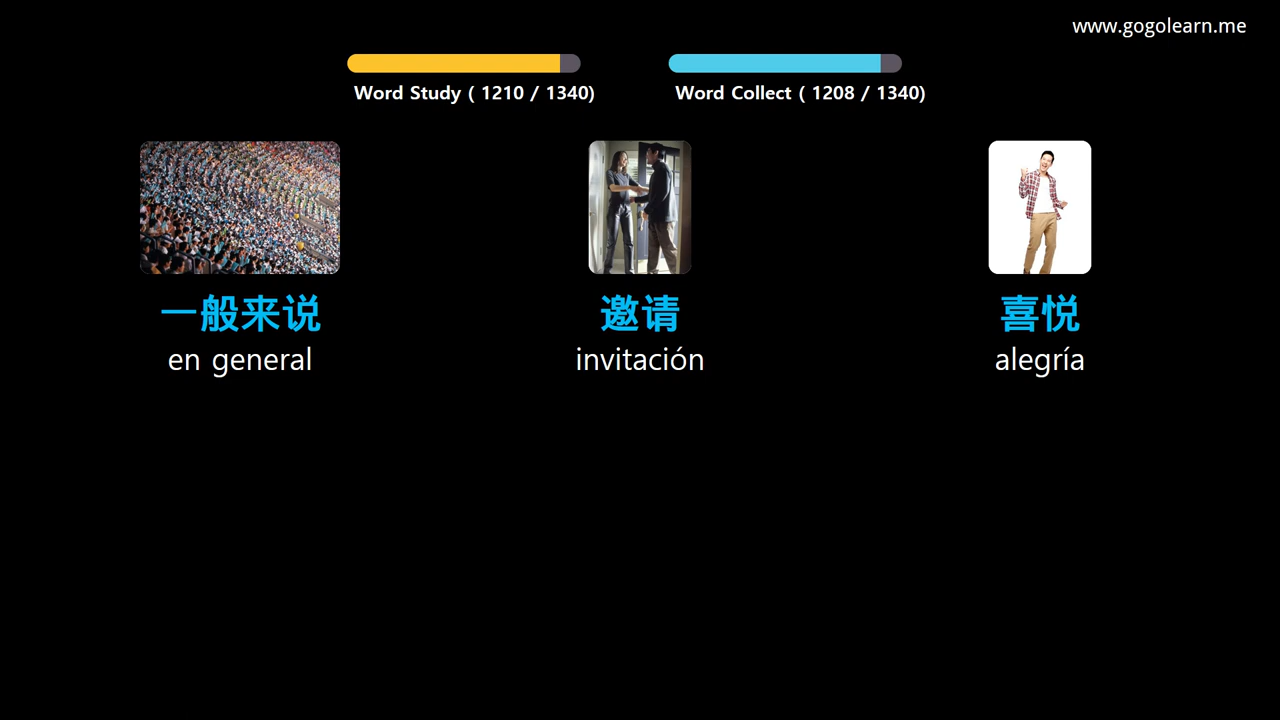 www.gogolearn.me
Word Study ( 1210 / 1340)
Word Collect ( 1208 / 1340)
一般来说
en general
邀请
invitación
喜悦
alegría